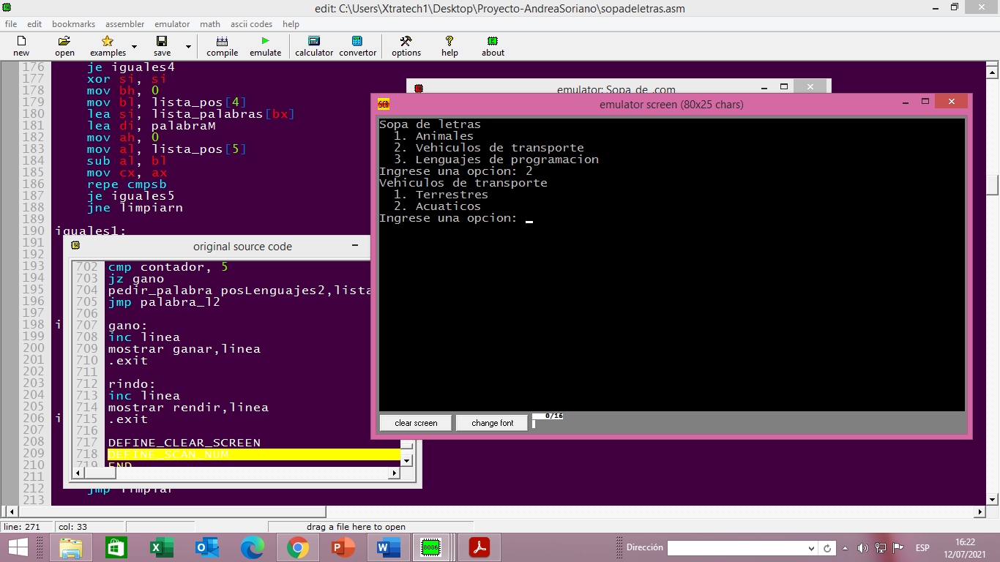 edit: C:\Users\Xtratech1\Desktop\Proyecto-AndreaSoriano\sopadeletras.asm
file edit bookmarks assembler emulator math ascii codes help
new open examples save compile emulate calculator convertor options help about
176 je iguales4
177 xor si, si
178 mov bh, 0
179 mov bl, lista_pos[4]
180 lea si, lista_palabras[bx]
181 lea di, palabraM
182 mov ah, 0
183 mov al, lista_pos[5]
184 sub al, bl
185 mov cx, ax
186 repe cmpsb
187 je iguales5
188 jne limpiarn
189
190 iguales1:
191
192
193
194
195
196
197
198 i
199
200
201
202
203
204
205
206 i
207
208
209
210
211
212 jmp limpiar
213
original source code
702 cmp contador, 5
703 jz gano
704 pedir_palabra posLenguajes2,lista
705 jmp palabra_l2
706
707 gano:
708 inc linea
709 mostrar ganar,linea
710 .exit
711
712 rindo:
713 inc linea
714 mostrar rendir,linea
715 .exit
716
717 DEFINE_CLEAR_SCREEN
718 DEFINE_SCAN_NUM
719 END
emulator: Sopa_de_.com
SCR emulator screen (80x25 chars)
Sopa de letras
1. Animales
2. Vehiculos de transporte
3. Lenguajes de programacion
Ingrese una opcion: 2
Vehiculos de transporte
1. Terrestres
2. Acuaticos
Ingrese una opcion:
clear screen change font 0/16
line: 271 col: 33 drag a file here to open
8086 Dirección ESP 16:22
12/07/2021